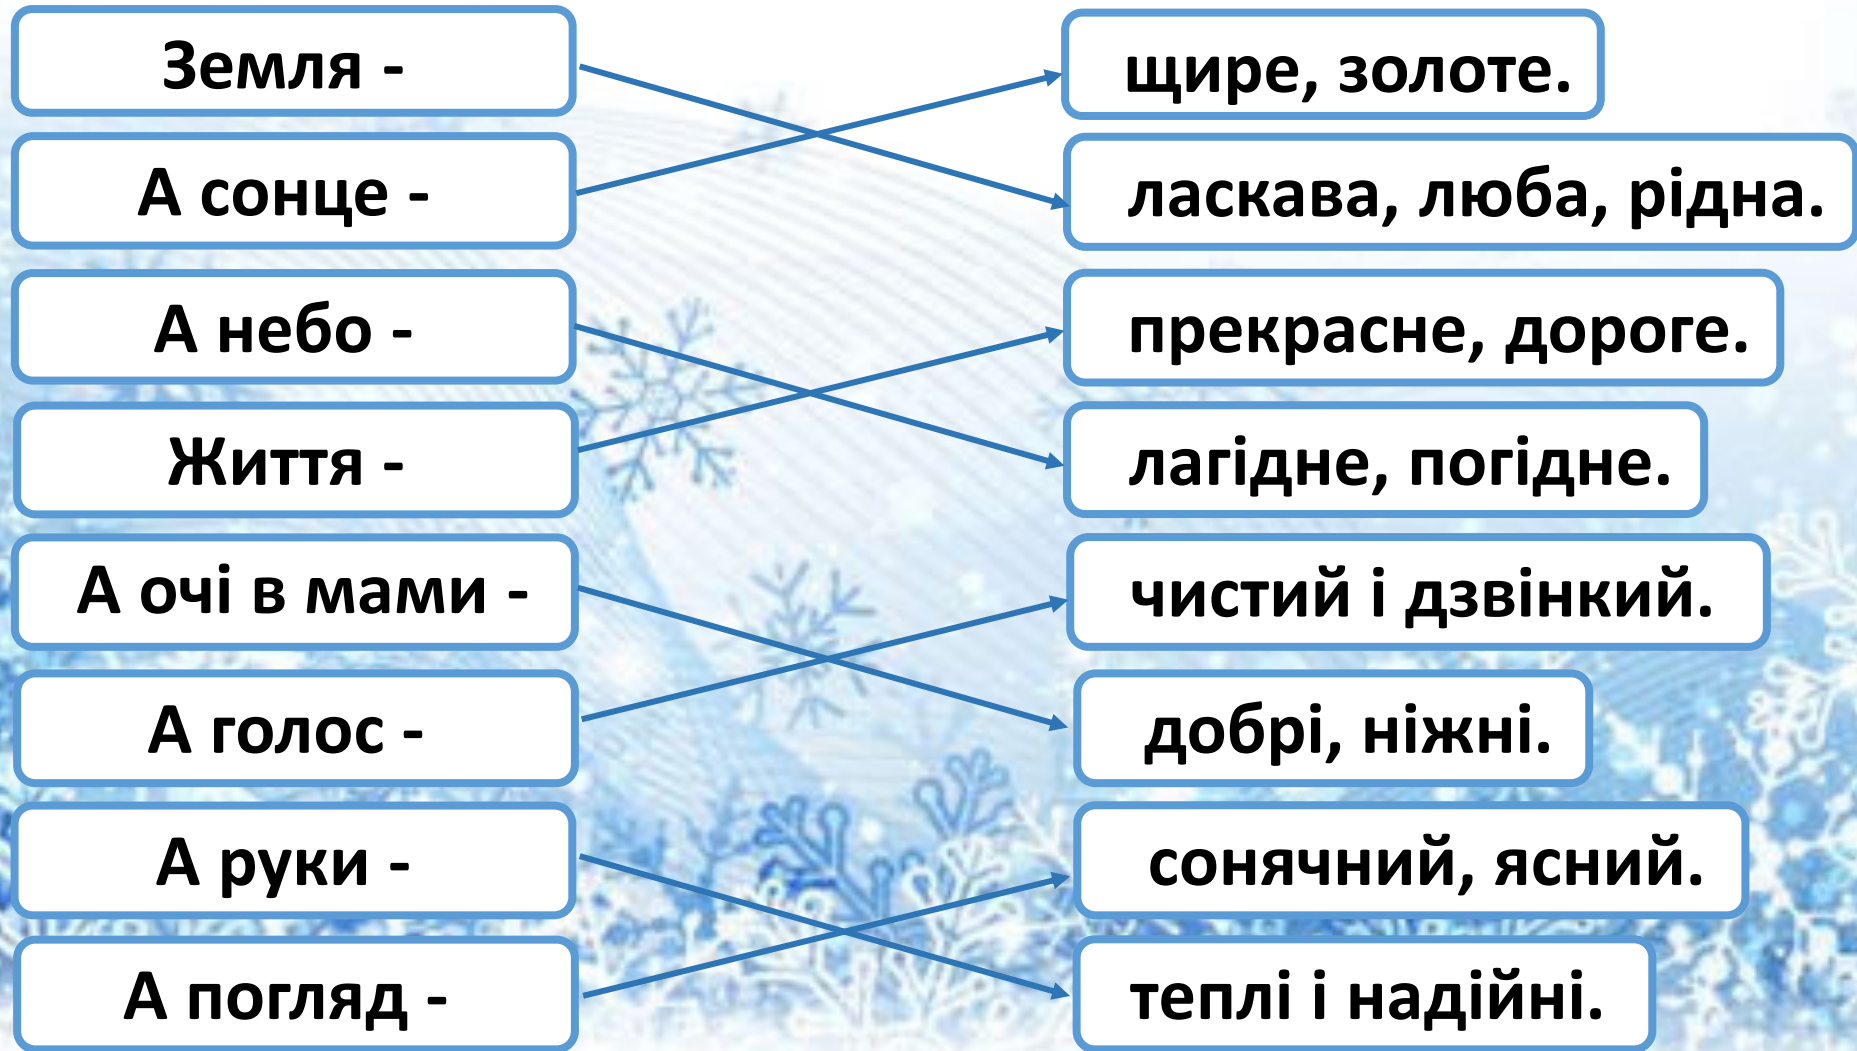 Земля -
щире, золоте.
А сонце -
ласкава, люба, рідна.
А небо -
прекрасне, дороге.
Життя -
лагідне, погідне.
А очі в мами -
чистий і дзвінкий.
А голос -
добрі, ніжні.
А руки -
сонячний, ясний.
А погляд -
теплі і надійні.